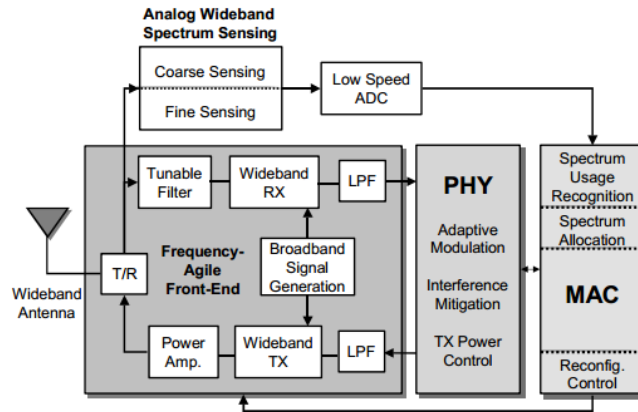 Analog Wideband
Spectrum Sensing
Coarse Sensing
Fine Sensing
Low Speed
ADC
Tunable
Filter
Wideband
RX
LPF
PHY
Adaptive
Modulation
Interference
Mitigation
TX Power
Control
Spectrum
Usage
Recognition
Spectrum
Allocation
MAC
Reconfig.
Control
Wideband
Antenna
T/R
Frequency-
Agile
Front-End
Broadband
Signal
Generation
Power
Amp.
Wideband
TX
LPF